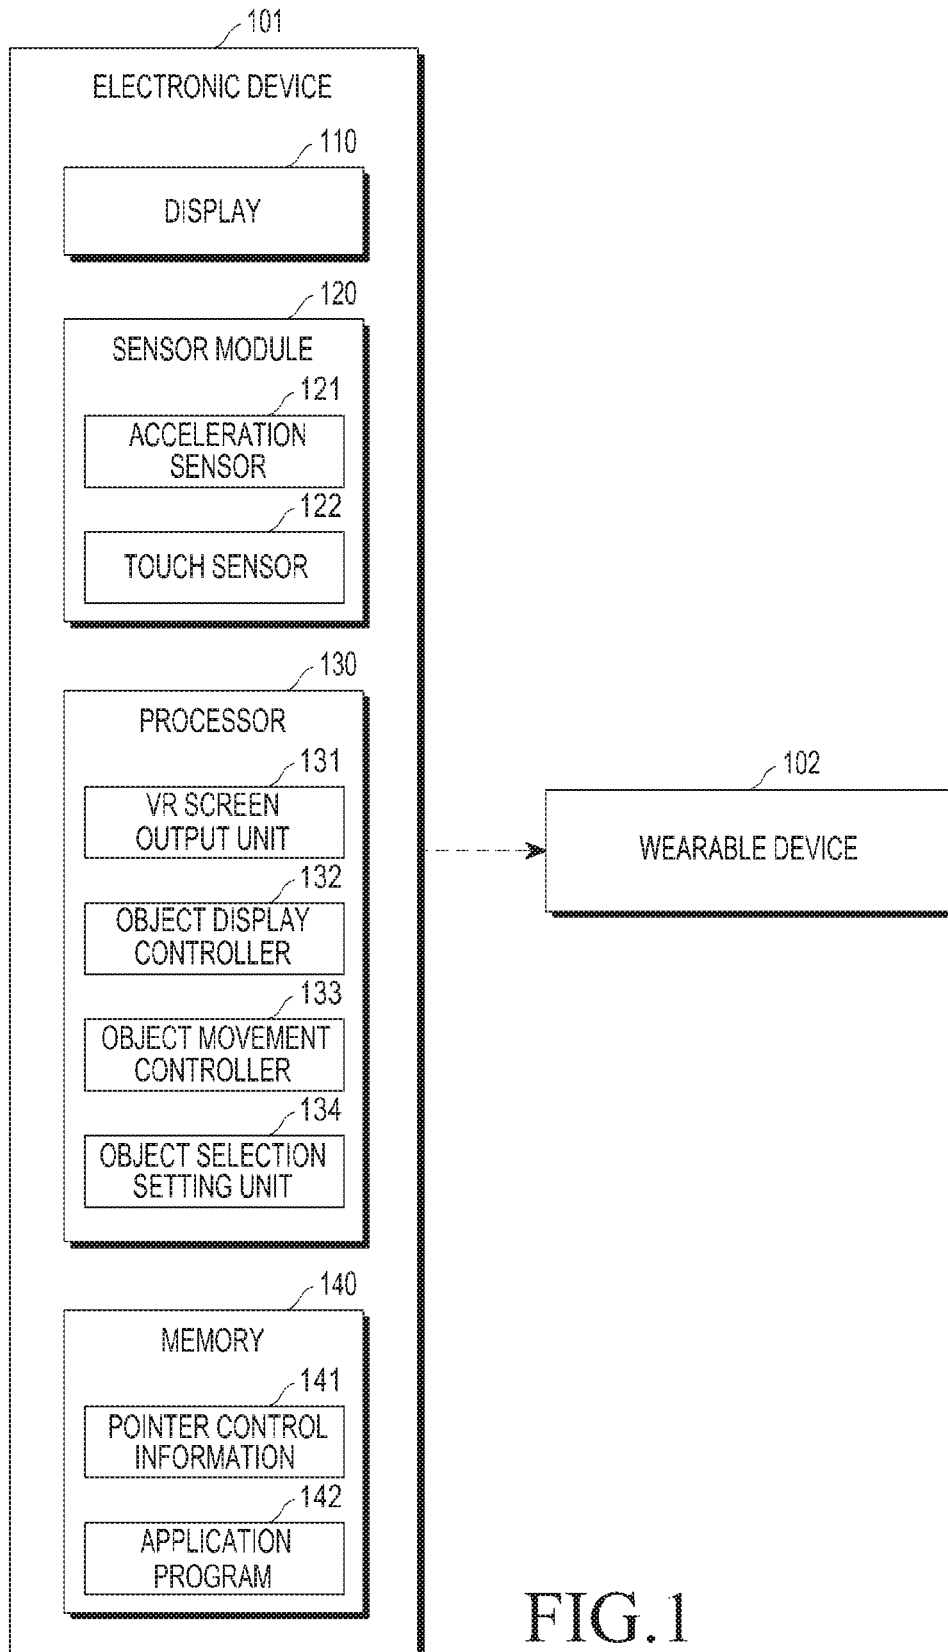 101
ELECTRONIC DEVICE
110
DISPLAY
120
SENSOR MODULE
121
ACCELERATION
SENSOR
122
TOUCH SENSOR
130
PROCESSOR
131
VR SCREEN
OUTPUT UNIT
132
OBJECT DISPLAY
CONTROLLER
133
OBJECT MOVEMENT
CONTROLLER
134
OBJECT SELECTION
SETTING UNIT
102
WEARABLE DEVICE
140
MEMORY
141
POINTER CONTROL
INFORMATION
142
APPLICATION
PROGRAM
FIG.1